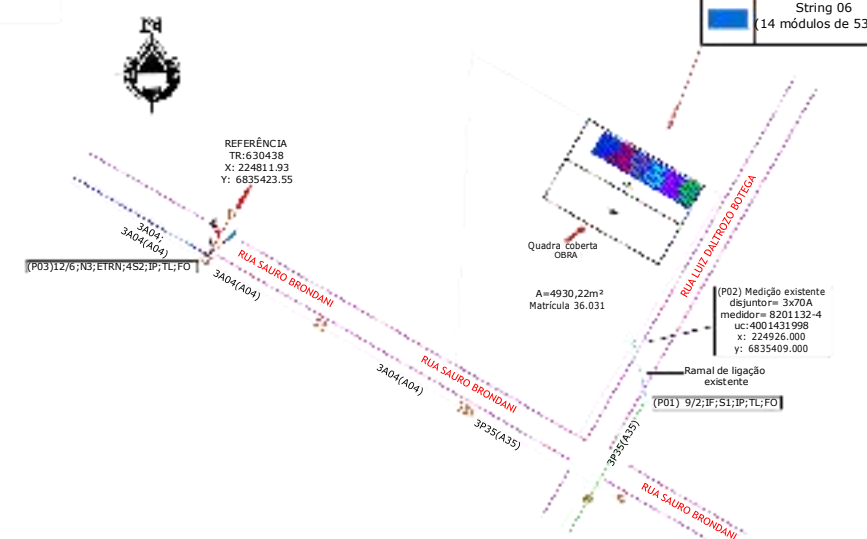 String 06
(14 módulos de 53
N
REFERÊNCIA
TR:630438
X: 224811.93
Y: 6835423.55
3A04;
3A04(A04)
(P03)12/6;N3;ETRN;4S2;IP;TL;FO
3A04(A04)
RUA SAURO BRONDANI
Quadra coberta
OBRA
RUA LUIZ DALTROZO BOTEGA
A=4930,22m²
Matrícula 36.031
(P02) Medição existente
disjuntor= 3x70A
medidor= 8201132-4
uc:4001431998
x: 224926.000
y: 6835409.000
3A04(A04)
RUA SAURO BRONDANI
Ramal de ligação
existente
(P01) 9/2;IF;S1;IP;TL;FO
3P35(A35)
3P35(A35)
RUA SAURO BRONDANI